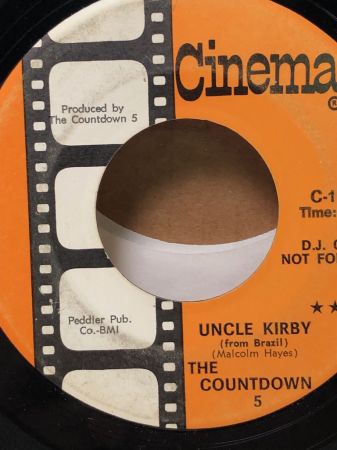 Cinema
®
Produced by
The Countdown 5
C-1
Time:
D.J. C
NOT FO
Peddler Pub.
Co.-BMI
★★
UNCLE KIRBY
(from Brazil)
(Malcolm Hayes)
THE
COUNTDOWN
5